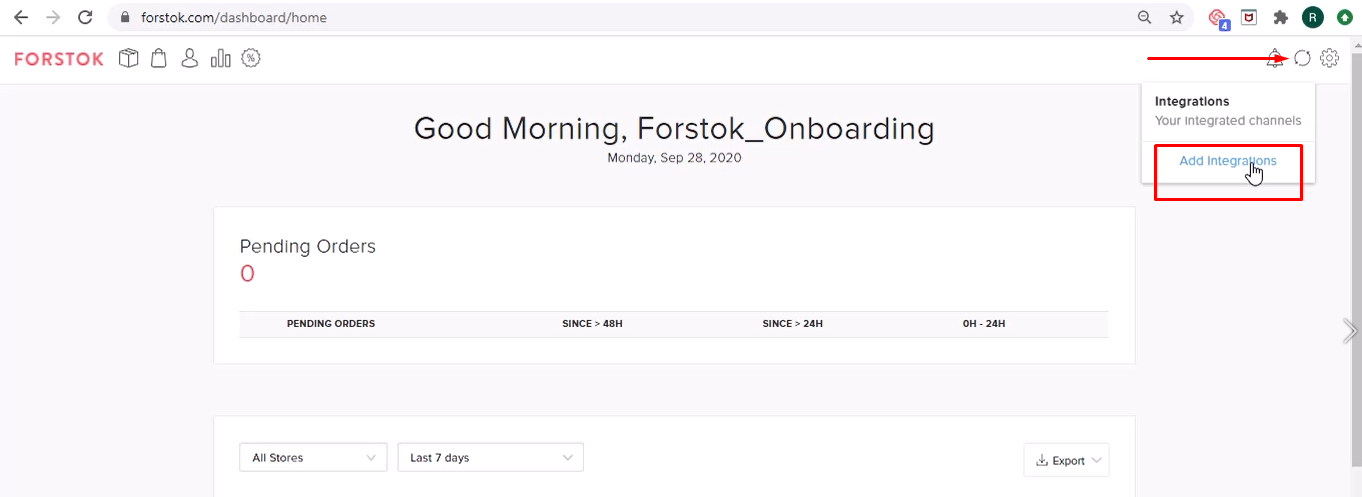 forstok.com/dashboard/home
4
R
FORSTOK
%
Integrations
Your integrated channels
Add Integrations
Good Morning, Forstok_Onboarding
Monday, Sep 28, 2020
Pending Orders
0
PENDING ORDERS SINCE > 48H SINCE > 24H 0H - 24H
All Stores Last 7 days Export